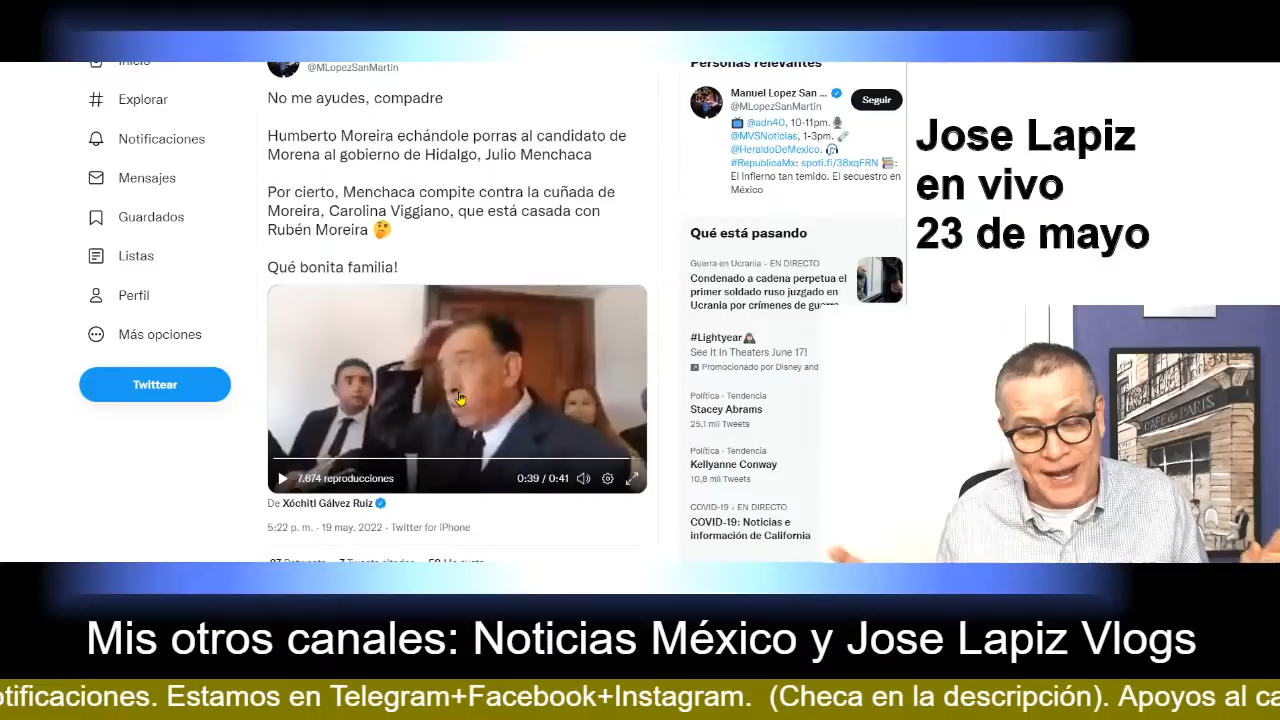 Inicio
Explorar
Notificaciones
Mensajes
Guardados
Listas
Perfil
Más opciones
Twittear
@MLopezSanMartin
No me ayudes, compadre
Humberto Moreira echándole porras al candidato de
Morena al gobierno de Hidalgo, Julio Menchaca
Por cierto, Menchaca compite contra la cuñada de
Moreira, Carolina Viggiano, que está casada con
Rubén Moreira 🤔
Qué bonita familia!
7.674 reproducciones
0:39 / 0:41
De Xóchitl Gálvez Ruiz
5:22 p. m. · 19 may. 2022 · Twitter for iPhone
Personas relevantes
Manuel Lopez San ...
@MLopezSanMartin
Seguir
📺 @adn40, 10-11pm. 🎙
@MVSNoticias, 1-3pm. 🗞
@HeraldoDeMexico. 🎧
#RepublicaMx: spoti.fi/38xqFRN 📚:
El Infierno tan temido. El secuestro en
México
Qué está pasando
Guerra en Ucrania · EN DIRECTO
Condenado a cadena perpetua el
primer soldado ruso juzgado en
Ucrania por crímenes de guerra
#Lightyear
See It In Theaters June 17!
Promocionado por Disney and
Política · Tendencia
Stacey Abrams
25,1 mil Tweets
Política · Tendencia
Kellyanne Conway
10,8 mil Tweets
COVID-19 · EN DIRECTO
COVID-19: Noticias e
información de California
Jose Lapiz
en vivo
23 de mayo
CAFE de PARIS
Mis otros canales: Noticias México y Jose Lapiz Vlogs
otificaciones. Estamos en Telegram+Facebook+Instagram. (Checa en la descripción). Apoyos al ca